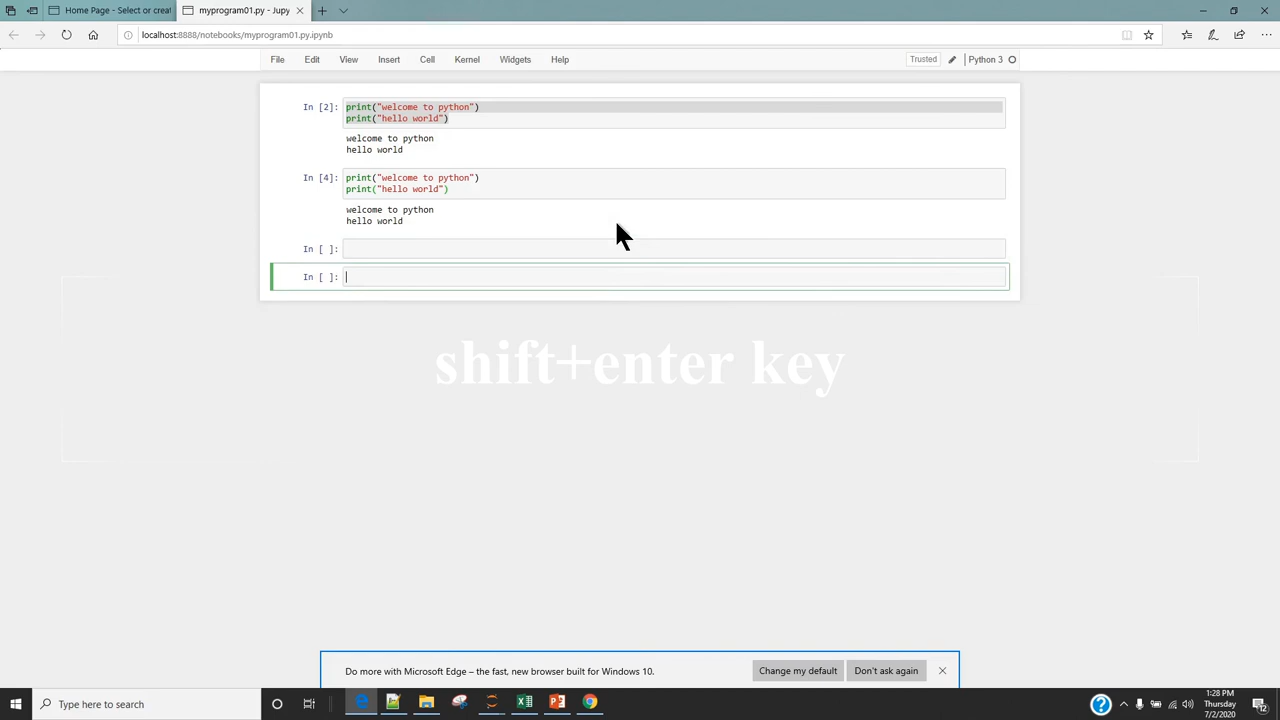 Home Page - Select or creat
myprogram01.py - Jupy
localhost:8888/notebooks/myprogram01.py.ipynb
File Edit View Insert Cell Kernel Widgets Help Trusted Python 3
In [2]: print("welcome to python")
print("hello world")
welcome to python
hello world
In [4]: print("welcome to python")
print("hello world")
welcome to python
hello world
In [ ]:
In [ ]:
shift+enter key
Do more with Microsoft Edge – the fast, new browser built for Windows 10. Change my default Don't ask again
Type here to search
1:28 PM
Thursday
7/2/2020